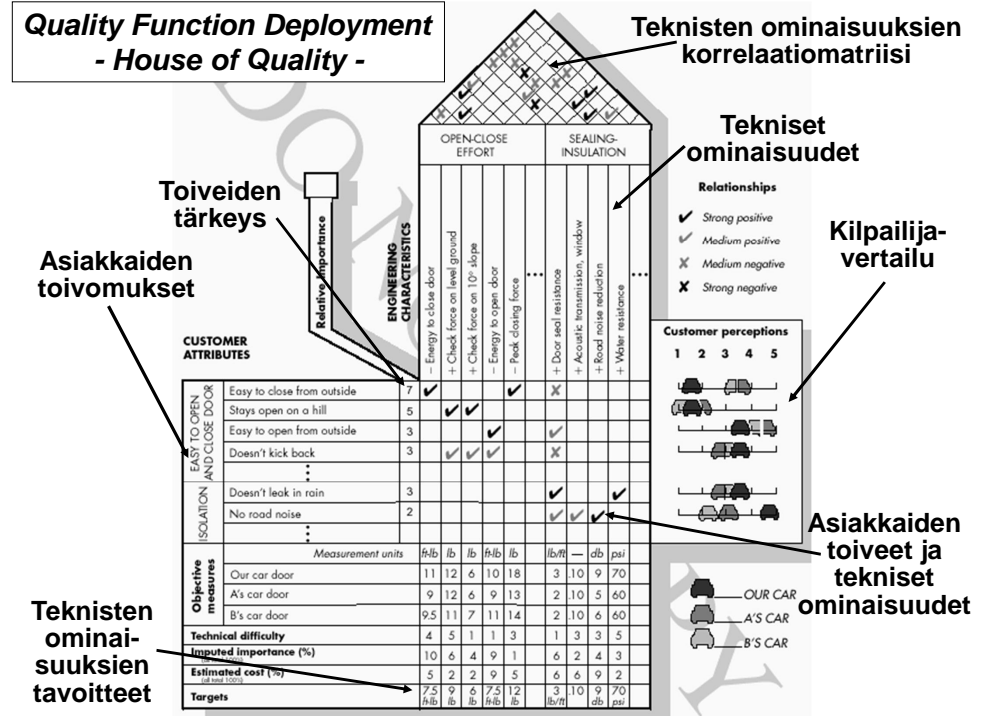 Quality Function Deployment
- House of Quality -
Teknisten ominaisuuksien
korrelaatiomatriisi
OPEN-CLOSE
EFFORT
SEALING-
INSULATION
Tekniset
ominaisuudet
Toiveiden
tärkeys
Asiakkaiden
toivomukset
Relationships
Strong positive
Medium positive
Medium negative
Strong negative
Kilpailija-
vertailu
Relative importance
ENGINEERING
CHARACTERISTICS
− Energy to close door
+ Check force on level ground
+ Check force on 10° slope
− Energy to open door
− Peak closing force
...
+ Door seal resistance
+ Acoustic transmission, window
+ Road noise reduction
+ Water resistance
...
CUSTOMER
ATTRIBUTES
Customer perceptions
1 2 3 4 5
EASY TO OPEN
AND CLOSE DOOR
Easy to close from outside 7
Stays open on a hill 5
Easy to open from outside 3
Doesn't kick back 3
ISOLATION
Doesn't leak in rain 3
No road noise 2
Asiakkaiden
toiveet ja
tekniset
ominaisuudet
Measurement units ft-lb lb lb ft-lb lb lb/ft — db psi
Objective
measures
Our car door 11 12 6 10 18 3 .10 9 70
A's car door 9 12 6 9 13 2 .10 5 60
B's car door 9.5 11 7 11 14 2 .10 6 60
Technical difficulty 4 5 1 1 3 1 3 3 5
Imputed importance (%) 10 6 4 9 1 6 2 4 3
(all total 100%)
Estimated cost (%) 5 2 2 9 5 6 6 9 2
(all total 100%)
Targets 7.5 9 6 7.5 12 3 .10 9 70
ft-lb lb lb ft-lb lb lb/ft db psi
OUR CAR
A'S CAR
B'S CAR
Teknisten
ominai-
suuksien
tavoitteet